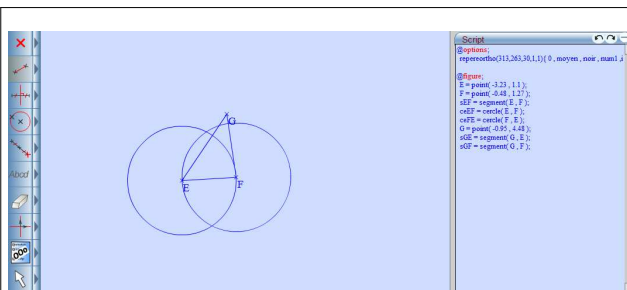 Script
@options;
repereortho(313,263,30,1,1){ 0 , moyen , noir , num1 ,i
@figure;
E = point( -3.23 , 1.1 );
F = point( -0.48 , 1.27 );
sEF = segment( E , F );
ceEF = cercle( E , F );
ceFE = cercle( F , E );
G = point( -0.95 , 4.48 );
sGE = segment( G , E );
sGF = segment( G , F );
G
E
F
Abcd